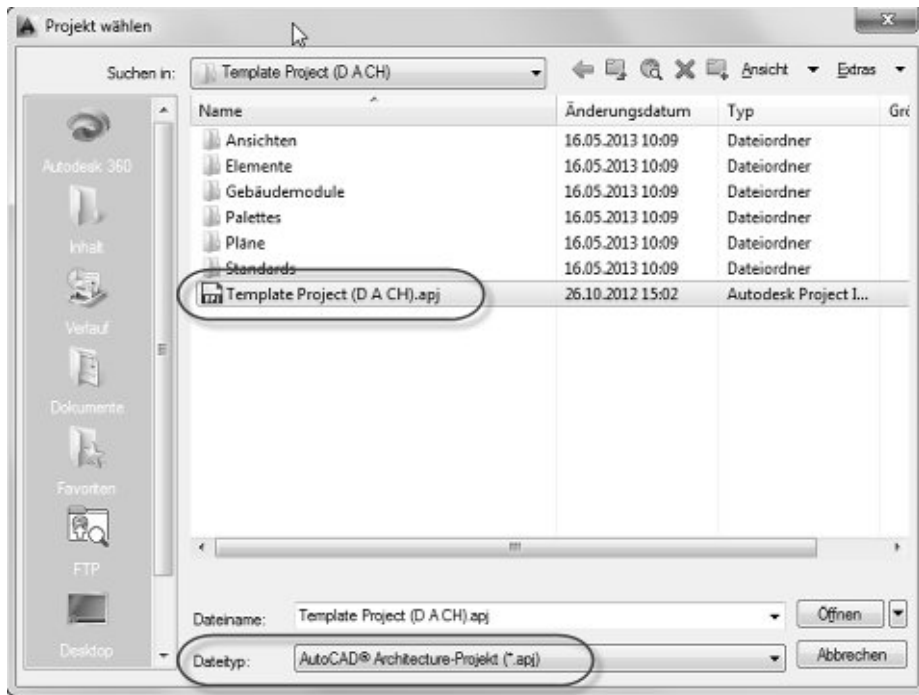 Projekt wählen
Suchen in: Template Project (D A CH) Ansicht Extras
Name Änderungsdatum Typ Grö
Ansichten 16.05.2013 10:09 Dateiordner
Elemente 16.05.2013 10:09 Dateiordner
Gebäudemodule 16.05.2013 10:09 Dateiordner
Palettes 16.05.2013 10:09 Dateiordner
Pläne 16.05.2013 10:09 Dateiordner
Standards 16.05.2013 10:09 Dateiordner
Template Project (D A CH).apj 26.10.2012 15:02 Autodesk Project I...
Autodesk 360
Inhalt
Verlauf
Dokumente
Favoriten
FTP
Desktop
Dateiname: Template Project (D A CH).apj Öffnen
Dateityp: AutoCAD® Architecture-Projekt (*.apj) Abbrechen